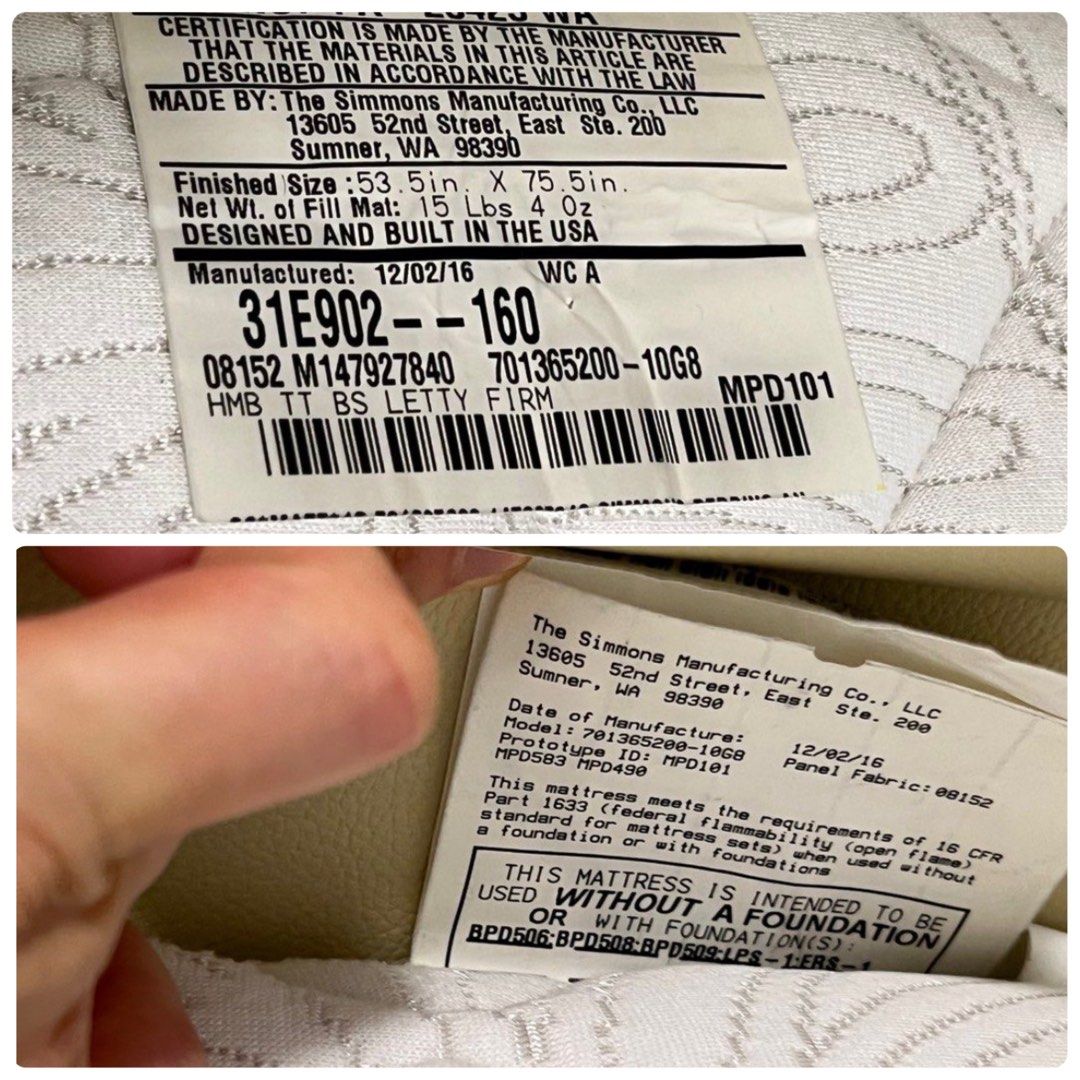 CERTIFICATION IS MADE BY THE MANUFACTURER
THAT THE MATERIALS IN THIS ARTICLE ARE
DESCRIBED IN ACCORDANCE WITH THE LAW
MADE BY: The Simmons Manufacturing Co., LLC
13605 52nd Street, East Ste. 200
Sumner, WA 98390
Finished Size : 53.5in. X 75.5in.
Net Wt. of Fill Mat: 15 Lbs 4 Oz
DESIGNED AND BUILT IN THE USA
Manufactured: 12/02/16 WC A
31E902--160
08152 M147927840 701365200-10G8
HMB TT BS LETTY FIRM MPD101
The Simmons Manufacturing Co., LLC
13605 52nd Street, East Ste. 200
Sumner, WA 98390
Date of Manufacture: 12/02/16
Model: 701365200-10G8 Panel Fabric: 08152
Prototype ID: MPD101
MPD583 MPD490
This mattress meets the requirements of 16 CFR
Part 1633 (federal flammability (open flame)
standard for mattress sets) when used without
a foundation or with foundations
THIS MATTRESS IS INTENDED TO BE
USED WITHOUT A FOUNDATION
OR WITH FOUNDATION(S):
BPD506;BPD508;BPD509;LPS-1;ERS-1